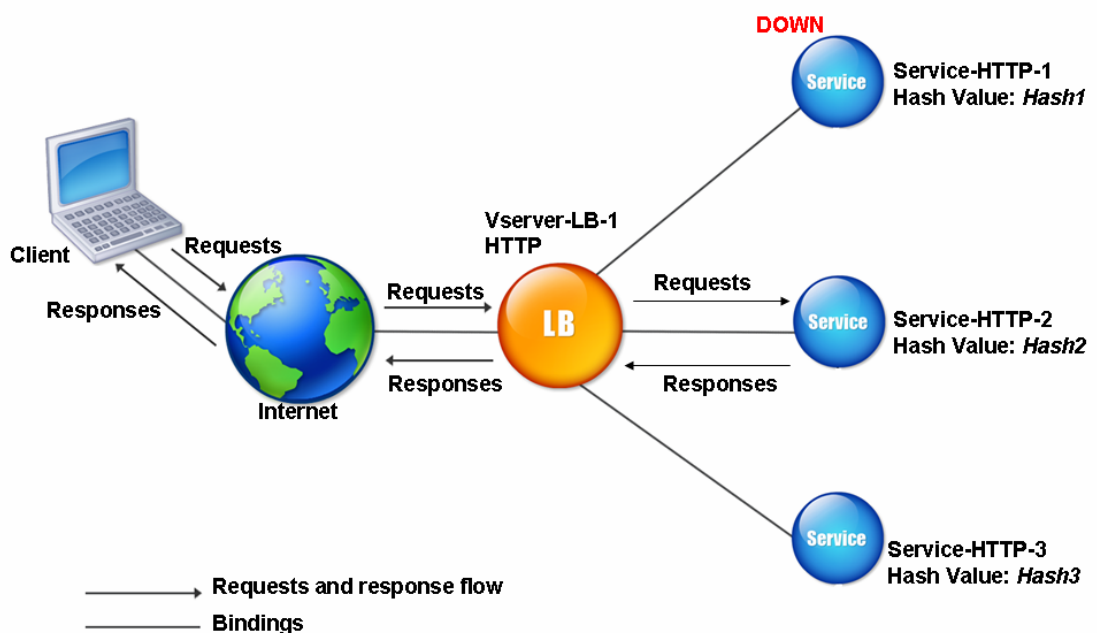 DOWN
Service
Service-HTTP-1
Hash Value: Hash1
Vserver-LB-1
HTTP
Client
Requests
Responses
Internet
Requests
Responses
LB
Requests
Responses
Service
Service-HTTP-2
Hash Value: Hash2
Service
Service-HTTP-3
Hash Value: Hash3
Requests and response flow
Bindings